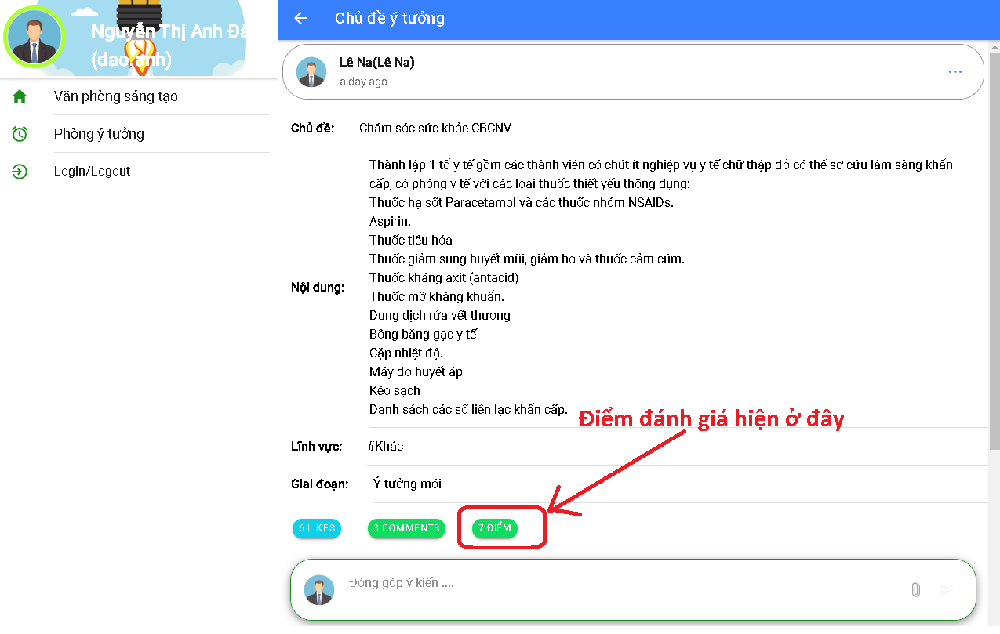 Nguyễn Thị Anh Đà
(dao.anh)
Văn phòng sáng tạo
Phòng ý tưởng
Login/Logout
Chủ đề ý tưởng
Lê Na(Lê Na)
a day ago
Chủ đề: Chăm sóc sức khỏe CBCNV
Thành lập 1 tổ y tế gồm các thành viên có chút ít nghiệp vụ y tế chữ thập đỏ có thể sơ cứu lâm sàng khẩn
cấp, có phòng y tế với các loại thuốc thiết yếu thông dụng:
Thuốc hạ sốt Paracetamol và các thuốc nhóm NSAIDs.
Aspirin.
Thuốc tiêu hóa
Thuốc giảm sung huyết mũi, giảm ho và thuốc cảm cúm.
Thuốc kháng axit (antacid)
Nội dung:
Thuốc mỡ kháng khuẩn.
Dung dịch rửa vết thương
Bông băng gạc y tế
Cặp nhiệt độ.
Máy đo huyết áp
Kéo sạch
Danh sách các số liên lạc khẩn cấp.
Điểm đánh giá hiện ở đây
Lĩnh vực: #Khác
Giai đoạn: Ý tưởng mới
6 LIKES 3 COMMENTS 7 ĐIỂM
Đóng góp ý kiến ....